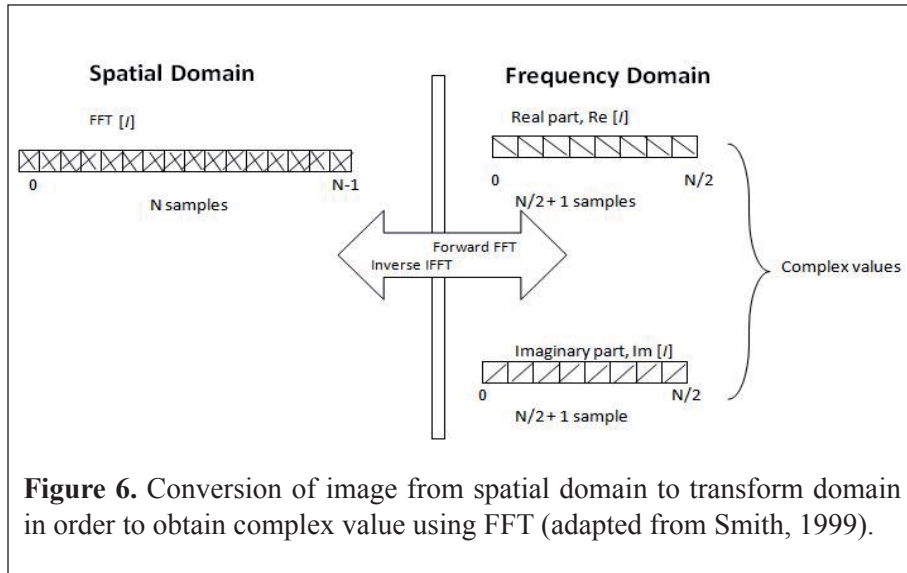 Spatial Domain
FFT [I]
0 N-1
N samples
Frequency Domain
Real part, Re [I]
0 N/2
N/2 + 1 samples
Forward FFT
Inverse IFFT
Complex values
Imaginary part, Im [I]
0 N/2
N/2 + 1 sample
Figure 6. Conversion of image from spatial domain to transform domain
in order to obtain complex value using FFT (adapted from Smith, 1999).